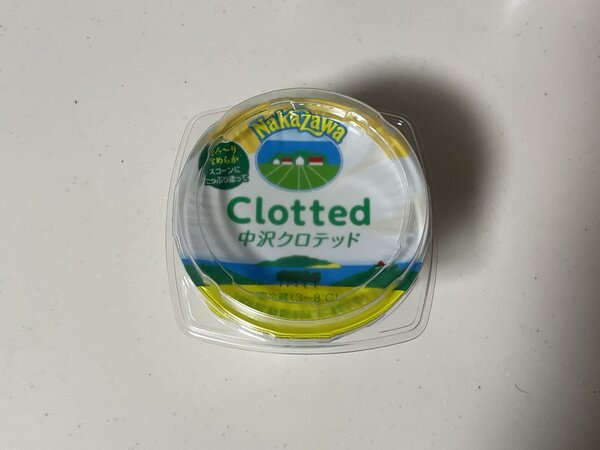 Nakazawa
とろ～り
なめらか
スコーンに
たっぷり塗って
Clotted
中沢クロテッド
要冷蔵(3～8℃)